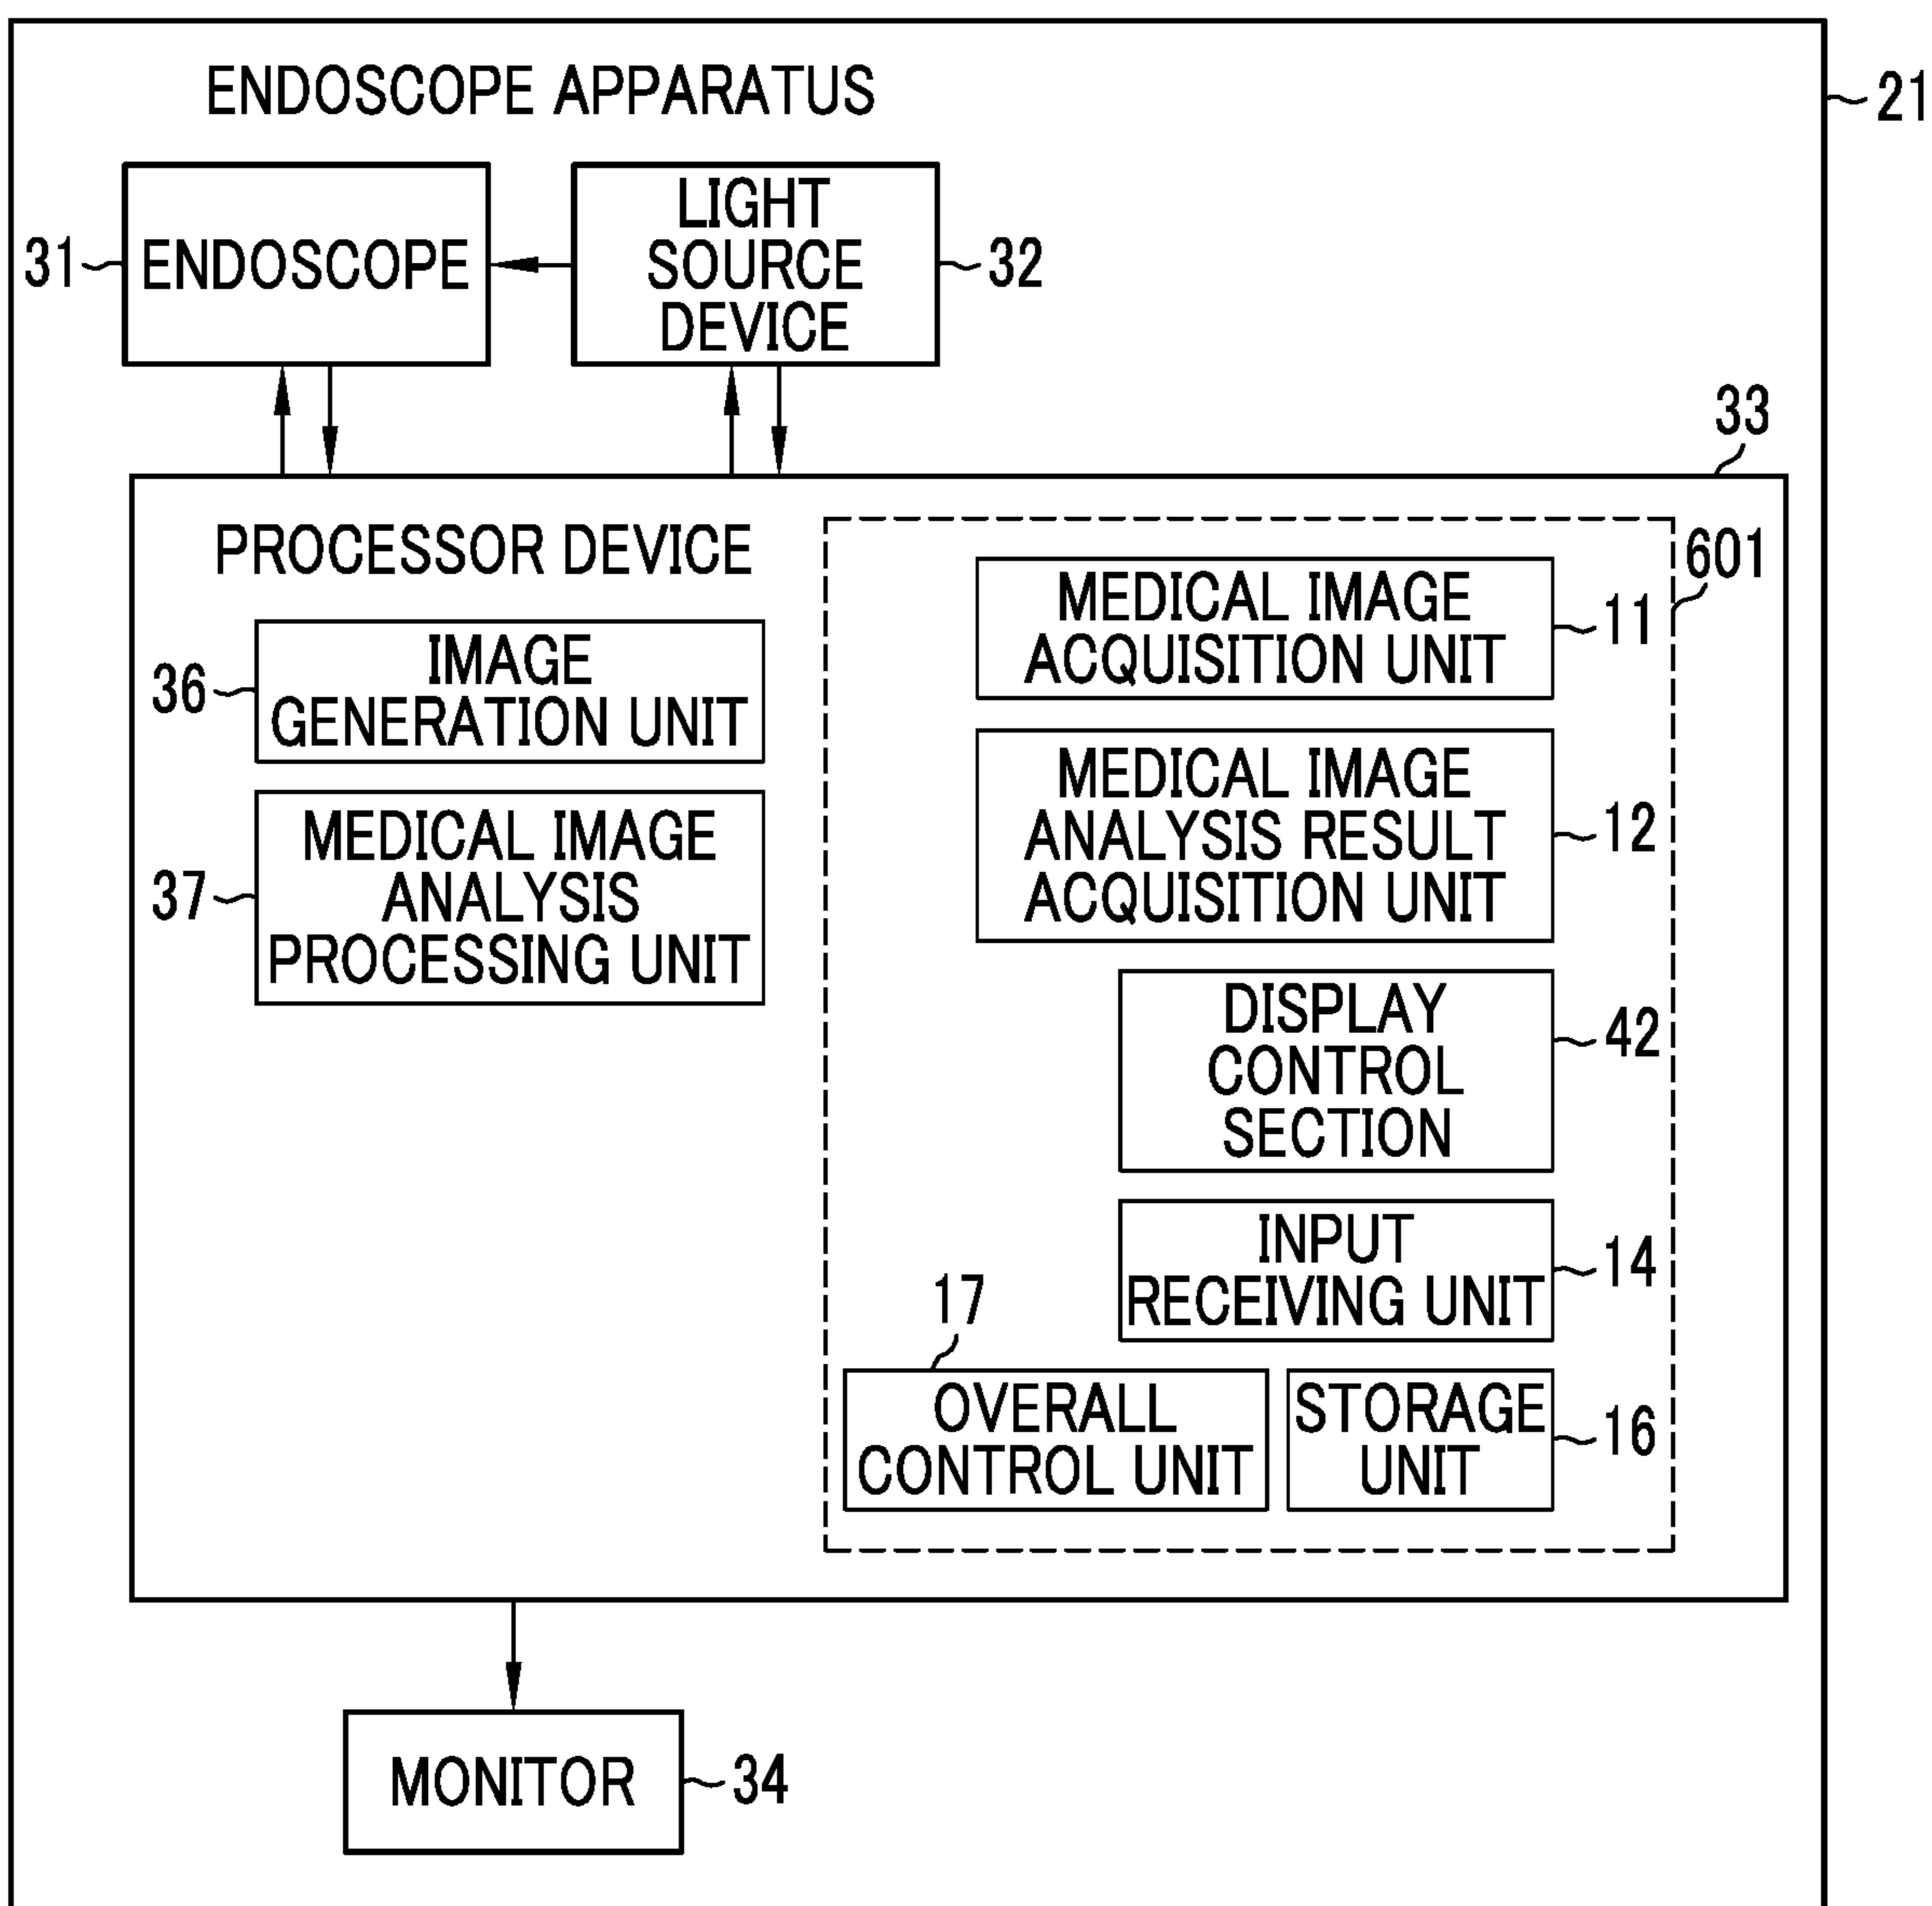 ENDOSCOPE APPARATUS
21
31
ENDOSCOPE
LIGHT
SOURCE
DEVICE
32
33
PROCESSOR DEVICE
601
36
IMAGE
GENERATION UNIT
37
MEDICAL IMAGE
ANALYSIS
PROCESSING UNIT
MEDICAL IMAGE
ACQUISITION UNIT
11
MEDICAL IMAGE
ANALYSIS RESULT
ACQUISITION UNIT
12
DISPLAY
CONTROL
SECTION
42
INPUT
RECEIVING UNIT
14
17
OVERALL
CONTROL UNIT
STORAGE
UNIT
16
MONITOR
34